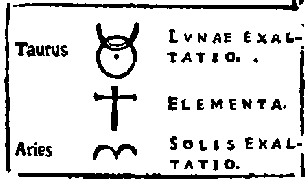 Taurus LVNAE EXAL-
TATIO. .
ELEMENTA.
Aries SOLIS EXAL-
TATIO.